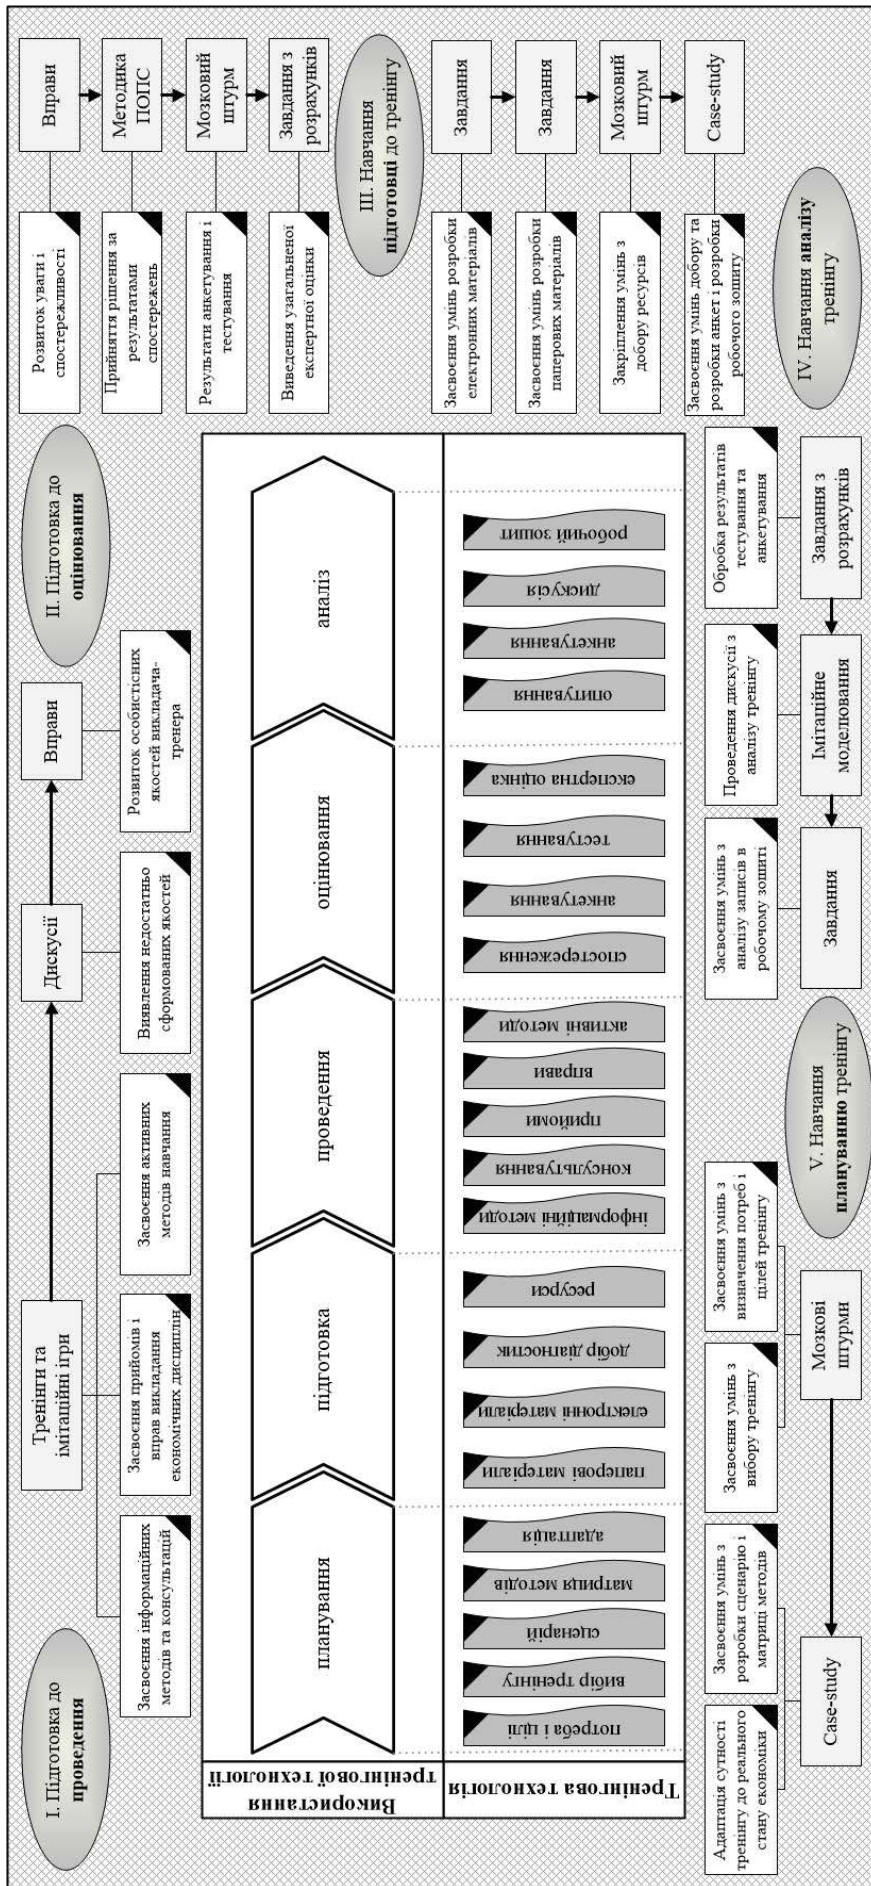 I. Підготовка до
проведення
Тренінги та
імітаційні ігри
Дискусії
Вправи
Засвоєння інформаційних
методів та консультацій
Засвоєння прийомів і
вправ викладання
економічних дисциплін
Засвоєння активних
методів навчання
Виявлення недостатньо
сформованих якостей
Розвиток особистісних
якостей викладача-
тренера
II. Підготовка до
оцінювання
Вправи
Методика
ПОПС
Мозковий
штурм
Завдання з
розрахунків
Розвиток уваги і
спостережливості
Прийняття рішення за
результатами
спостережень
Результати анкетування і
тестування
Виведення узагальненої
експертної оцінки
III. Навчання
підготовці до тренінгу
Завдання
Завдання
Мозковий
штурм
Case-study
Засвоєння умінь розробки
електронних матеріалів
Засвоєння умінь розробки
паперових матеріалів
Закріплення умінь з
добору ресурсів
Засвоєння умінь добору та
розробки анкет і розробки
робочого зошиту
IV. Навчання аналізу
тренінгу
Використання
тренінгової технології
планування
підготовка
проведення
оцінювання
аналіз
Тренінгова технологія
потреба і цілі
вибір тренінгу
сценарій
матриця методів
адаптація
паперові матеріали
електронні матеріали
добір діагностик
ресурси
інформаційні методи
консультування
прийоми
вправи
активні методи
спостереження
анкетування
тестування
експертна оцінка
опитування
анкетування
дискусія
робочий зошит
Обробка результатів
тестування та
анкетування
Проведення дискусії з
аналізу тренінгу
Засвоєння умінь з
аналізу записів в
робочому зошиті
Завдання з
розрахунків
Імітаційне
моделювання
Завдання
V. Навчання
плануванню тренінгу
Засвоєння умінь з
визначення потреб і
цілей тренінгу
Засвоєння умінь з
вибору тренінгу
Засвоєння умінь з
розробки сценарію і
матриці методів
Адаптація сутності
тренінгу до реального
стану економіки
Мозкові
штурми
Case-study